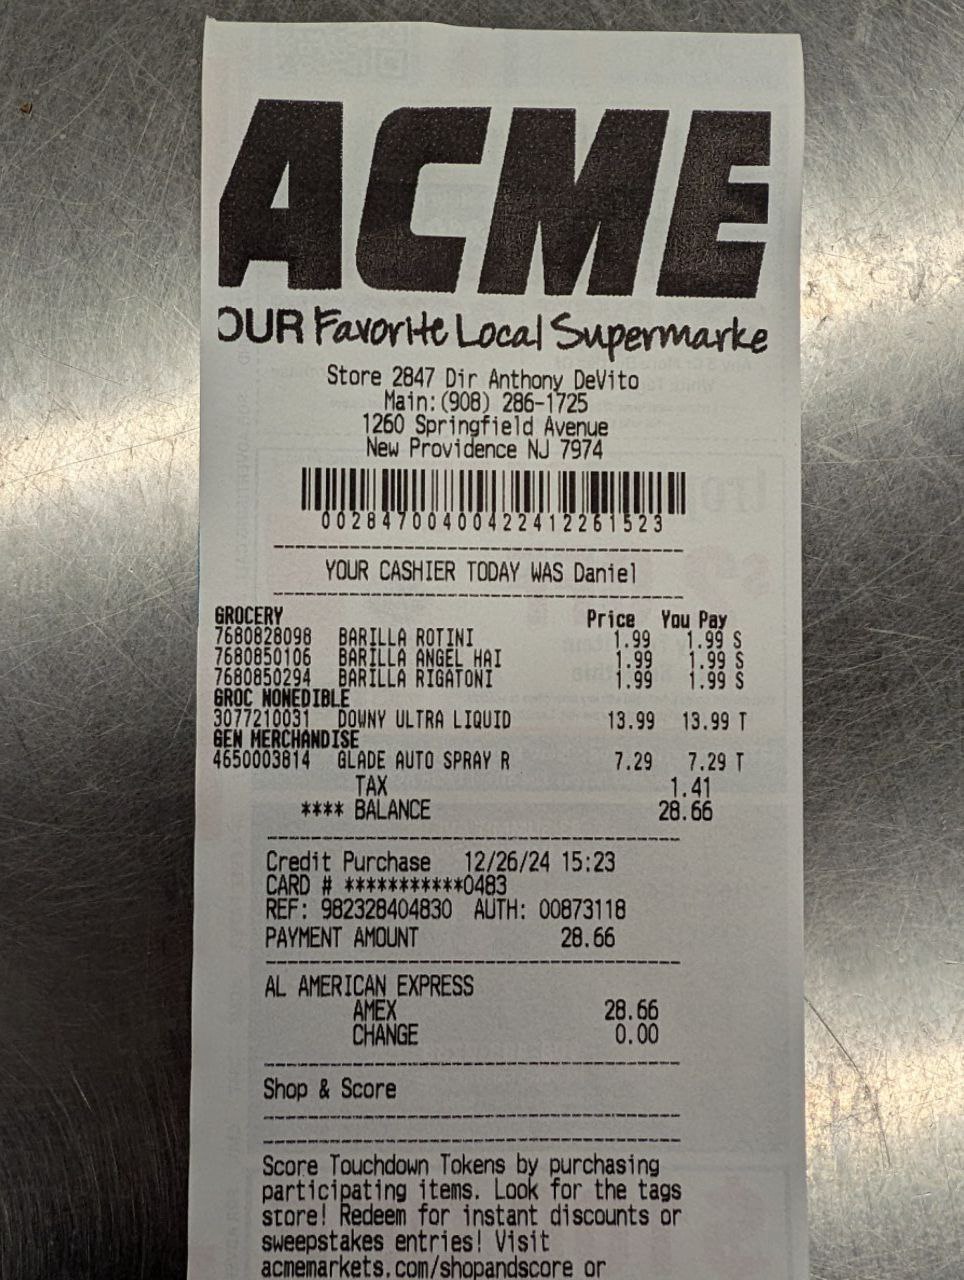 ACME
OUR Favorite Local Supermarke
Store 2847 Dir Anthony DeVito
Main:(908) 286-1725
1260 Springfield Avenue
New Providence NJ 7974
00284700400422412261523
YOUR CASHIER TODAY WAS Daniel
GROCERY Price You Pay
7680828098 BARILLA ROTINI 1.99 1.99 S
7680850106 BARILLA ANGEL HAI 1.99 1.99 S
7680850294 BARILLA RIGATONI 1.99 1.99 S
GROC NONEDIBLE
3077210031 DOWNY ULTRA LIQUID 13.99 13.99 T
GEN MERCHANDISE
4650003814 GLADE AUTO SPRAY R 7.29 7.29 T
TAX 1.41
**** BALANCE 28.66
Credit Purchase 12/26/24 15:23
CARD # ***********0483
REF: 982328404830 AUTH: 00873118
PAYMENT AMOUNT 28.66
AL AMERICAN EXPRESS
AMEX 28.66
CHANGE 0.00
Shop & Score
Score Touchdown Tokens by purchasing
participating items. Look for the tags
store! Redeem for instant discounts or
sweepstakes entries! Visit
acmemarkets.com/shopandscore or